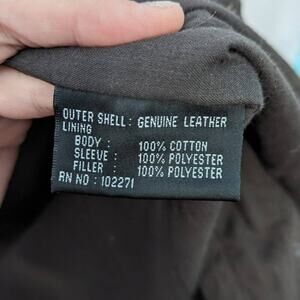 OUTER SHELL: GENUINE LEATHER
LINING
BODY : 100% COTTON
SLEEVE : 100% POLYESTER
FILLER : 100% POLYESTER
RN NO : 102271